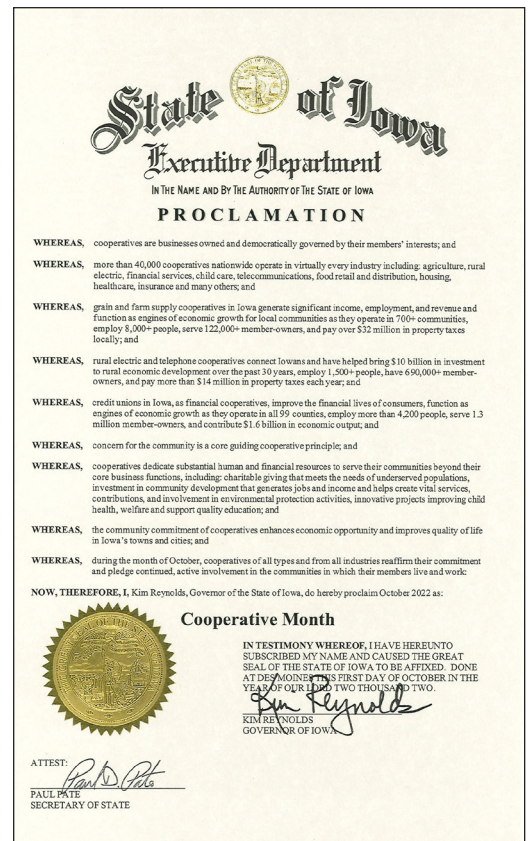 State of Iowa
Executive Department
IN THE NAME AND BY THE AUTHORITY OF THE STATE OF IOWA
PROCLAMATION
WHEREAS, cooperatives are businesses owned and democratically governed by their members' interests; and
WHEREAS, more than 40,000 cooperatives nationwide operate in virtually every industry including: agriculture, rural
electric, financial services, child care, telecommunications, food retail and distribution, housing,
healthcare, insurance and many others; and
WHEREAS, grain and farm supply cooperatives in Iowa generate significant income, employment, and revenue and
function as engines of economic growth for local communities as they operate in 700+ communities,
employ 8,000+ people, serve 122,000+ member-owners, and pay over $32 million in property taxes
locally; and
WHEREAS, rural electric and telephone cooperatives connect Iowans and have helped bring $10 billion in investment
to rural economic development over the past 30 years, employ 1,500+ people, have 690,000+ member-
owners, and pay more than $14 million in property taxes each year; and
WHEREAS, credit unions in Iowa, as financial cooperatives, improve the financial lives of consumers, function as
engines of economic growth as they operate in all 99 counties, employ more than 4,200 people, serve 1.3
million member-owners, and contribute $1.6 billion in economic output; and
WHEREAS, concern for the community is a core guiding cooperative principle; and
WHEREAS, cooperatives dedicate substantial human and financial resources to serve their communities beyond their
core business functions, including: charitable giving that meets the needs of underserved populations,
investment in community development that generates jobs and income and helps create vital services,
contributions, and involvement in environmental protection activities, innovative projects improving child
health, welfare and support quality education; and
WHEREAS, the community commitment of cooperatives enhances economic opportunity and improves quality of life
in Iowa's towns and cities; and
WHEREAS, during the month of October, cooperatives of all types and from all industries reaffirm their commitment
and pledge continued, active involvement in the communities in which their members live and work:
NOW, THEREFORE, I, Kim Reynolds, Governor of the State of Iowa, do hereby proclaim October 2022 as:
Cooperative Month
IN TESTIMONY WHEREOF, I HAVE HEREUNTO
SUBSCRIBED MY NAME AND CAUSED THE GREAT
SEAL OF THE STATE OF IOWA TO BE AFFIXED. DONE
AT DES MOINES THIS FIRST DAY OF OCTOBER IN THE
YEAR OF OUR LORD TWO THOUSAND TWO.
Kim Reynolds
KIM REYNOLDS
GOVERNOR OF IOWA
ATTEST:
Paul D. Pate
PAUL PATE
SECRETARY OF STATE